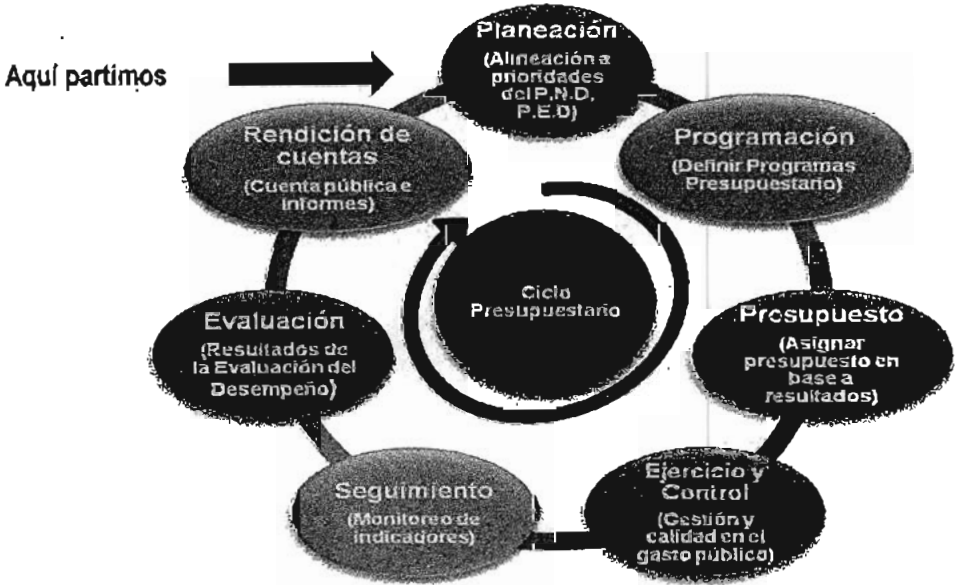 Aquí partimos
Planeación
(Alineación a
prioridades
del P.N.D,
P.E.D)
Programación
(Definir Programas
Presupuestario)
Presupuesto
(Asignar
presupuesto en
base a
resultados)
Ejercicio y
Control
(Gestión y
calidad en el
gasto público)
Seguimiento
(Monitoreo de
indicadores)
Evaluación
(Resultados de
la Evaluación del
Desempeño)
Rendición de
cuentas
(Cuenta pública e
informes)
Ciclo
Presupuestario